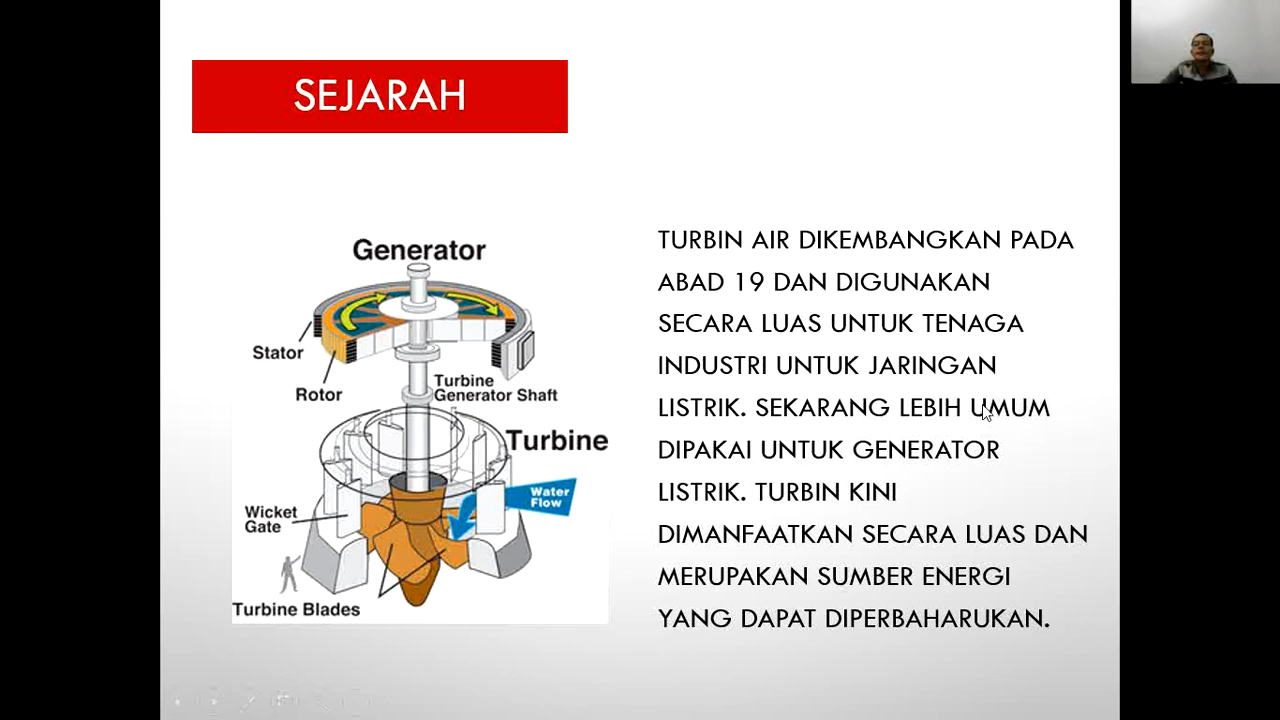 SEJARAH
Generator
Stator
Rotor
Turbine
Generator Shaft
Turbine
Water
Flow
Wicket
Gate
Turbine Blades
TURBIN AIR DIKEMBANGKAN PADA
ABAD 19 DAN DIGUNAKAN
SECARA LUAS UNTUK TENAGA
INDUSTRI UNTUK JARINGAN
LISTRIK. SEKARANG LEBIH UMUM
DIPAKAI UNTUK GENERATOR
LISTRIK. TURBIN KINI
DIMANFAATKAN SECARA LUAS DAN
MERUPAKAN SUMBER ENERGI
YANG DAPAT DIPERBAHARUKAN.